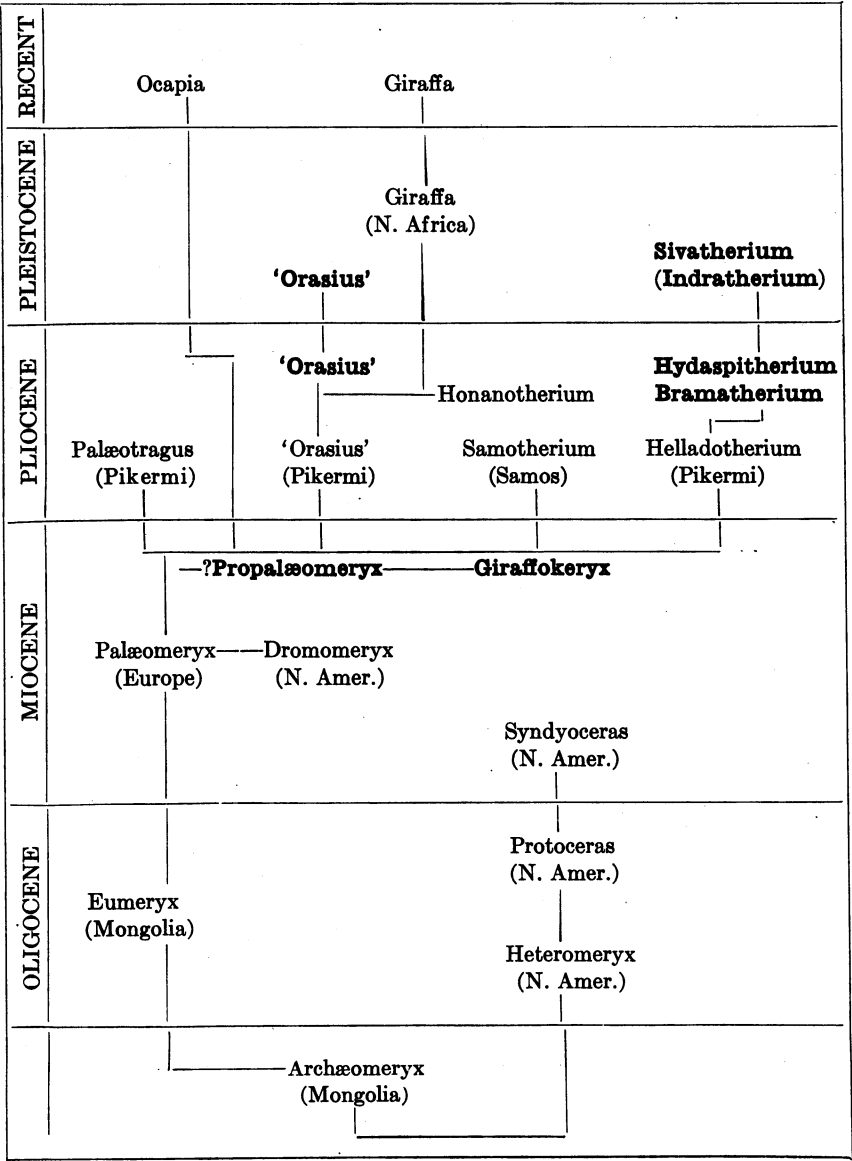 RECENT
Ocapia
Giraffa
PLEISTOCENE
Giraffa
(N. Africa)
'Orasius'
Sivatherium
(Indratherium)
PLIOCENE
'Orasius'
Hydaspitherium
Bramatherium
Honanotherium
Palæotragus
(Pikermi)
'Orasius'
(Pikermi)
Samotherium
(Samos)
Helladotherium
(Pikermi)
MIOCENE
—?Propalæomeryx——Giraffokeryx
Palæomeryx——Dromomeryx
(Europe) (N. Amer.)
Syndyoceras
(N. Amer.)
OLIGOCENE
Protoceras
(N. Amer.)
Eumeryx
(Mongolia)
Heteromeryx
(N. Amer.)
Archæomeryx
(Mongolia)